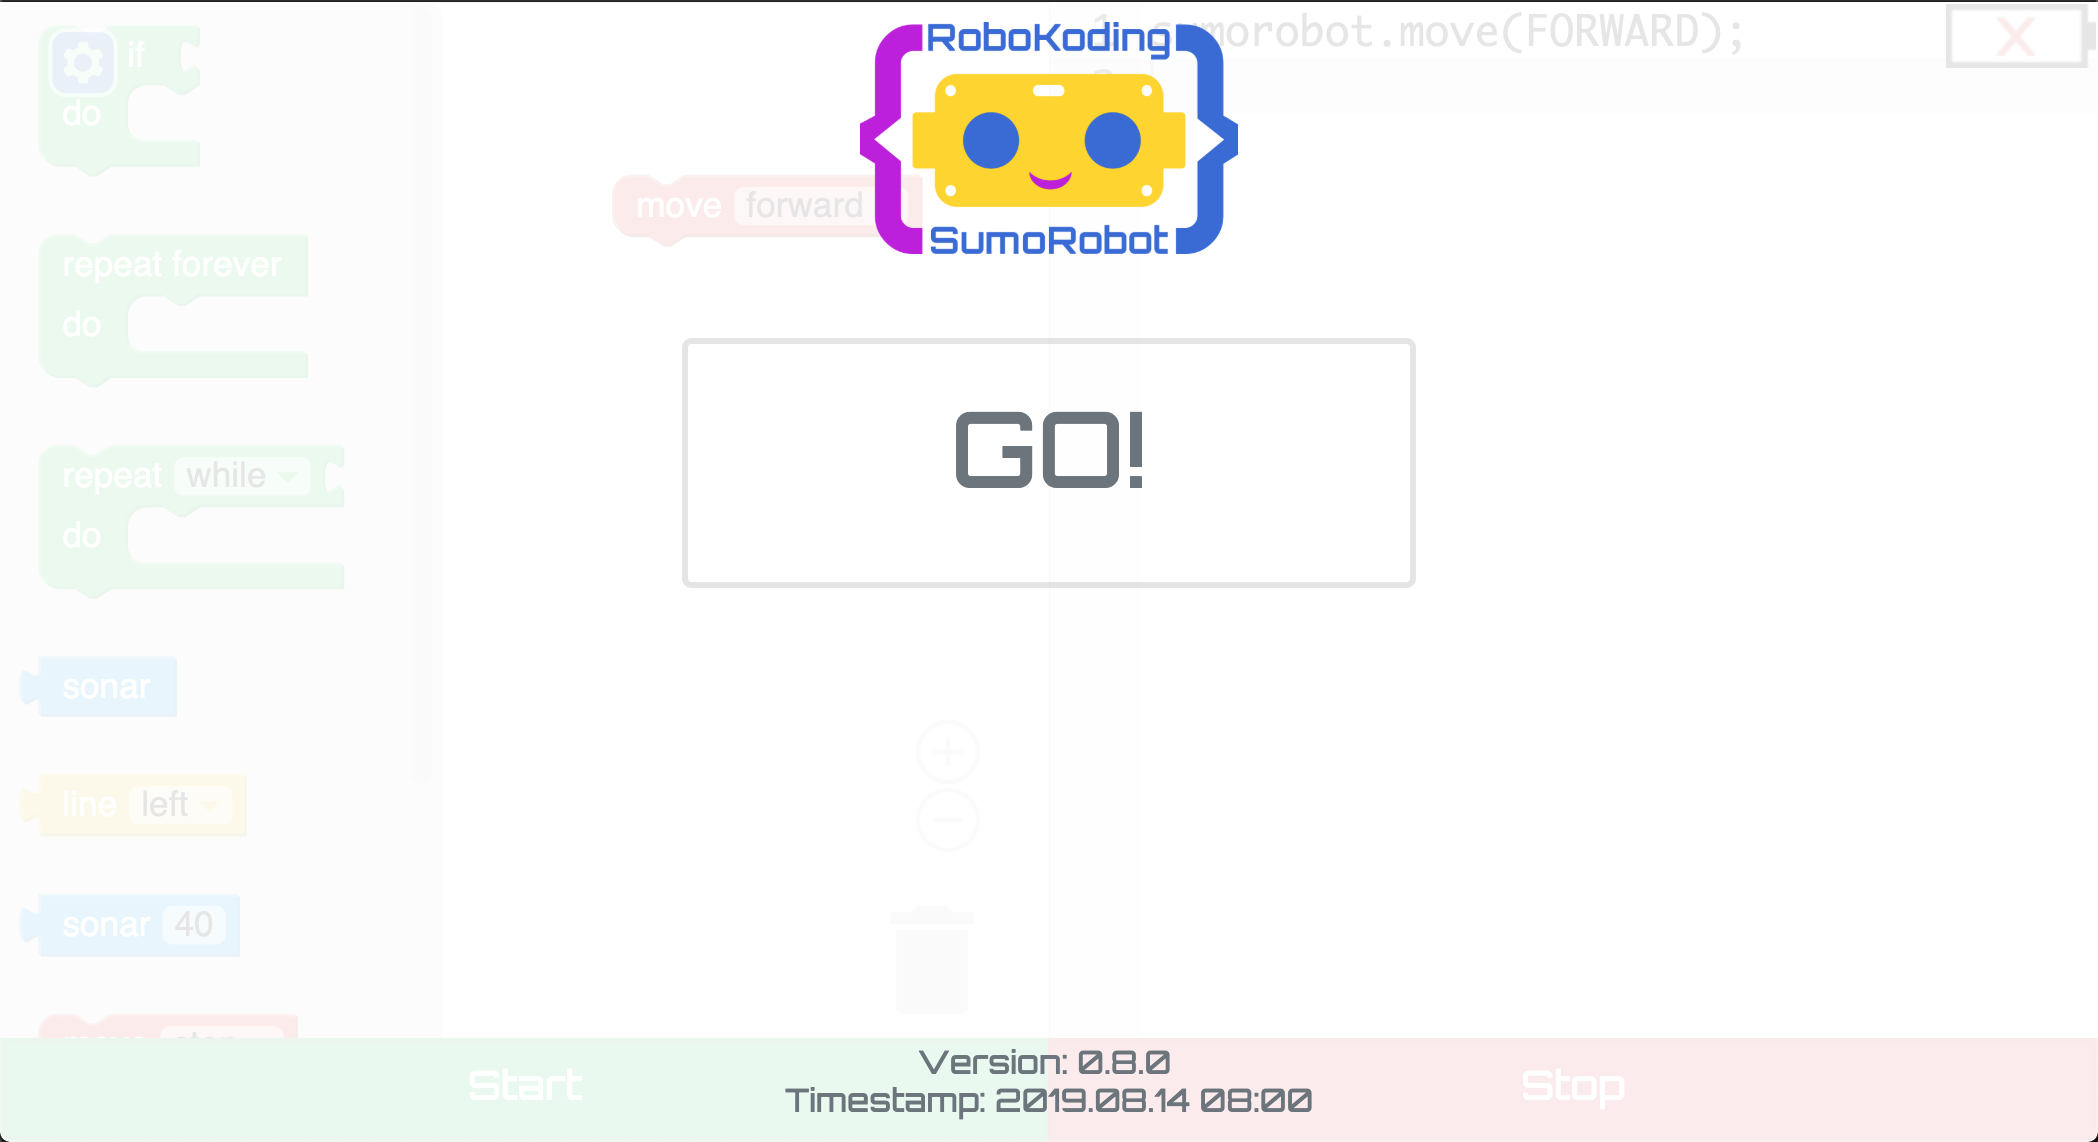 RoboKoding
SumoRobot
GO!
if
do
repeat forever
do
repeat while
do
sonar
line left
sonar 40
move forward
sumorobot.move(FORWARD);
X
Start
Version: 0.8.0
Timestamp: 2019.08.14 08:00
Stop